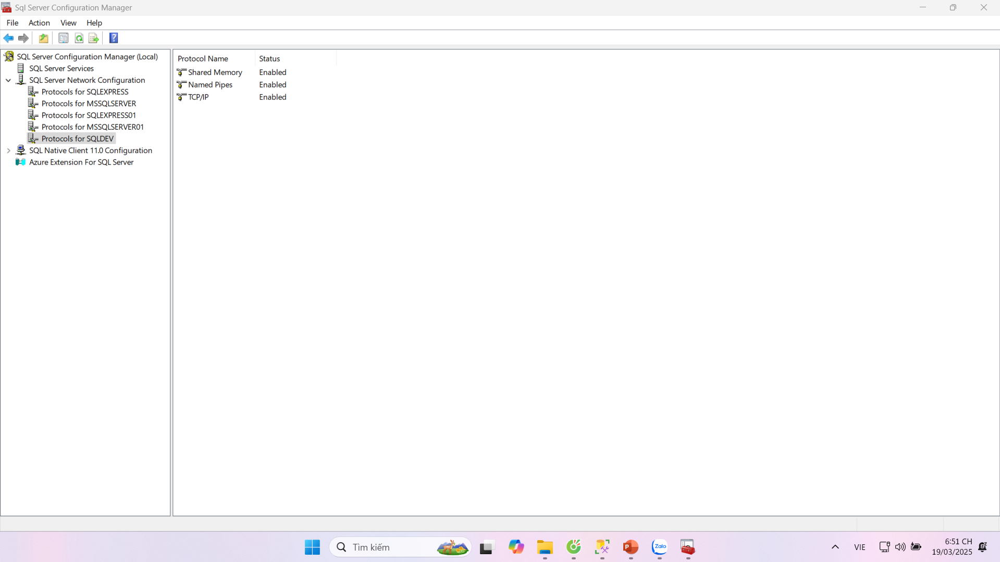 Sql Server Configuration Manager
File Action View Help
SQL Server Configuration Manager (Local)
SQL Server Services
SQL Server Network Configuration
Protocols for SQLEXPRESS
Protocols for MSSQLSERVER
Protocols for SQLEXPRESS01
Protocols for MSSQLSERVER01
Protocols for SQLDEV
SQL Native Client 11.0 Configuration
Azure Extension For SQL Server
Protocol Name Status
Shared Memory Enabled
Named Pipes Enabled
TCP/IP Enabled
Tìm kiếm
Zalo
VIE
6:51 CH
19/03/2025